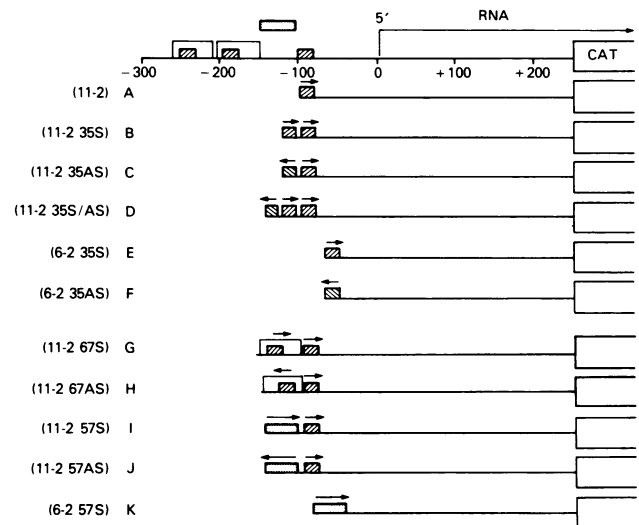 5′ RNA
CAT
−300 −200 −100 0 +100 +200
(11-2) A
(11-2 35S) B
(11-2 35AS) C
(11-2 35S/AS) D
(6-2 35S) E
(6-2 35AS) F
(11-2 67S) G
(11-2 67AS) H
(11-2 57S) I
(11-2 57AS) J
(6-2 57S) K